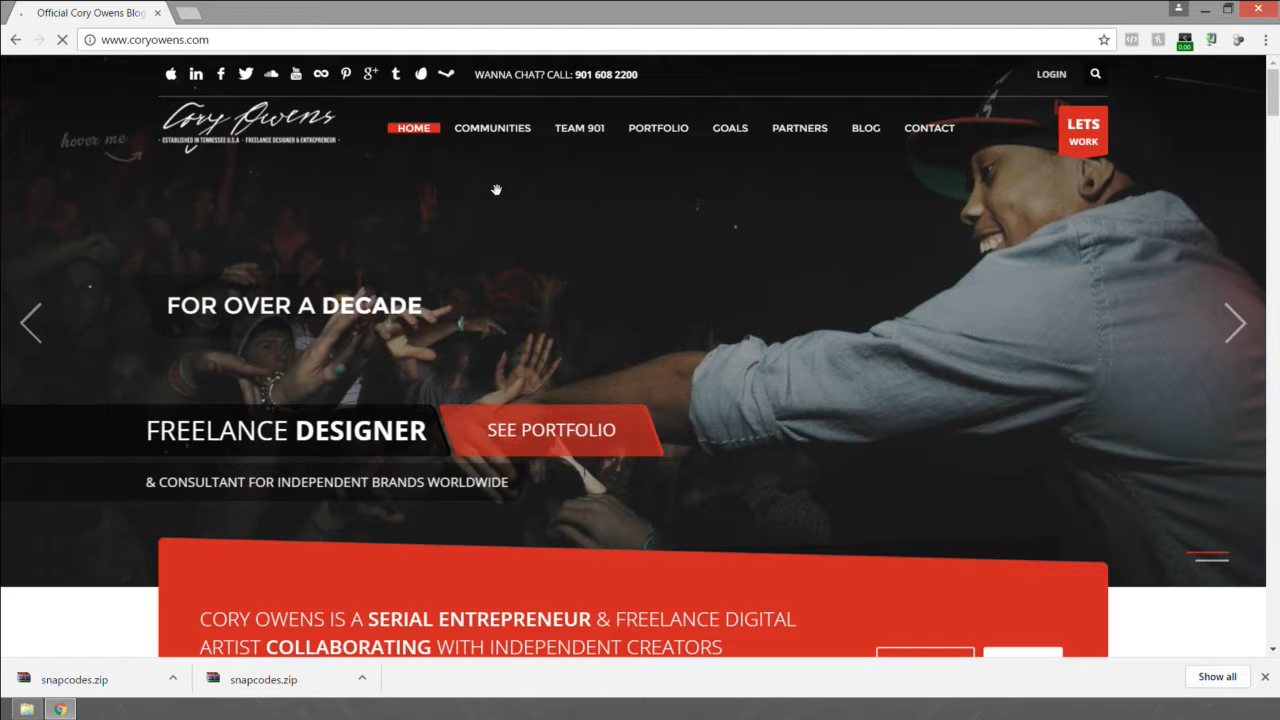 Official Cory Owens Blog
www.coryowens.com
0.00
WANNA CHAT? CALL: 901 608 2200
LOGIN
hover me
Cory Owens
· ESTABLISHED IN TENNESSEE U.S.A · FREELANCE DESIGNER & ENTREPRENEUR ·
HOME COMMUNITIES TEAM 901 PORTFOLIO GOALS PARTNERS BLOG CONTACT
LETS
WORK
FOR OVER A DECADE
FREELANCE DESIGNER
SEE PORTFOLIO
& CONSULTANT FOR INDEPENDENT BRANDS WORLDWIDE
CORY OWENS IS A SERIAL ENTREPRENEUR & FREELANCE DIGITAL
ARTIST COLLABORATING WITH INDEPENDENT CREATORS
snapcodes.zip
snapcodes.zip
Show all